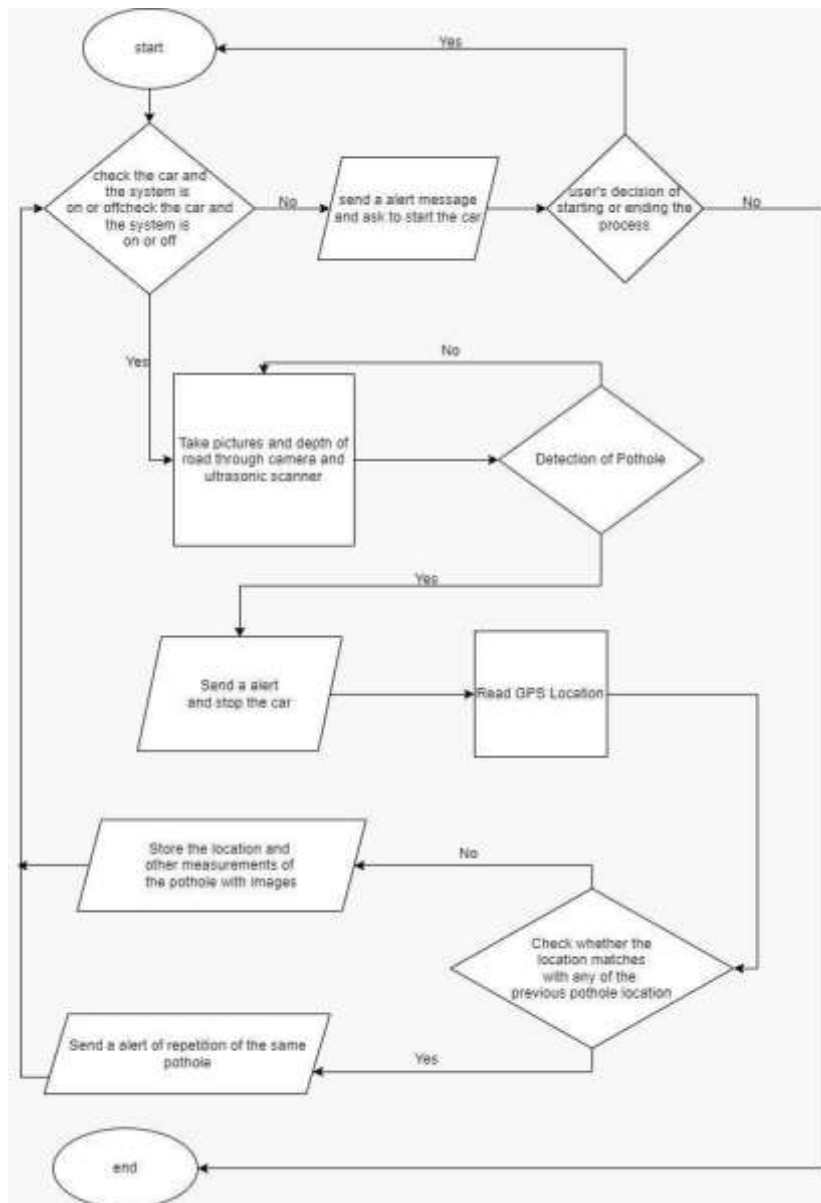 Yes
start
check the car and
the system is
on or offcheck the car and
the system is
on or off
No
send a alert message
and ask to start the car
user's decision of
starting or ending the
process
No
Yes
No
Take pictures and depth of
road through camera and
ultrasonic scanner
Detection of Pothole
Yes
Send a alert
and stop the car
Read GPS Location
Store the location and
other measurements of
the pothole with images
No
Check whether the
location matches
with any of the
previous pothole location
Send a alert of repetition of the same
pothole
Yes
end